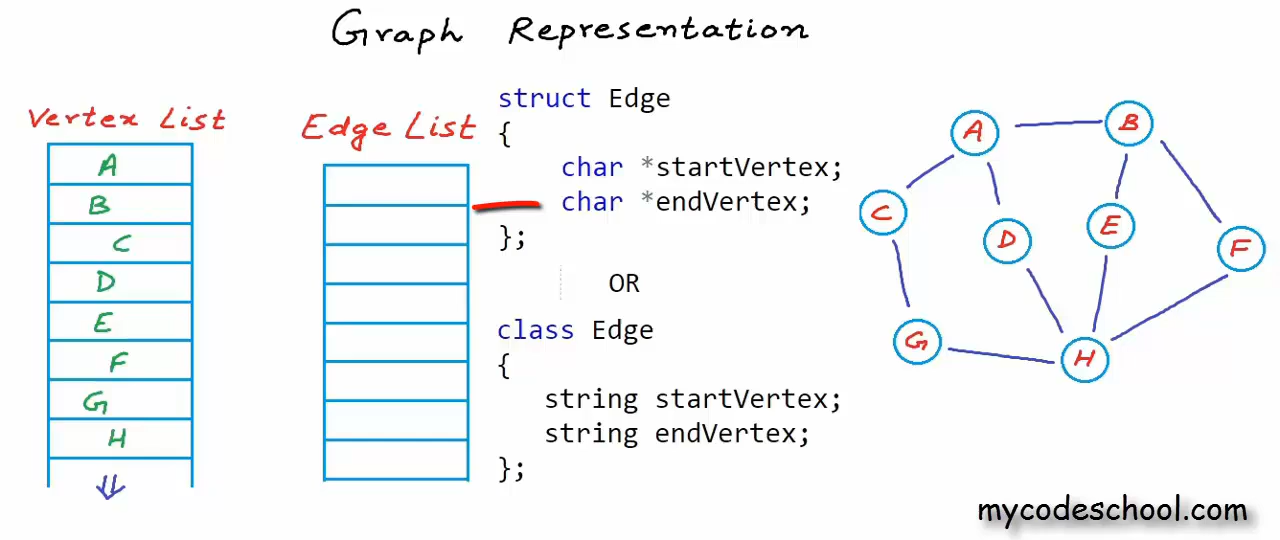 Graph Representation
Vertex List
A
B
C
D
E
F
G
H
Edge List
struct Edge
{
char *startVertex;
char *endVertex;
};
OR
class Edge
{
string startVertex;
string endVertex;
};
A
B
C
D
E
F
G
H
mycodeschool.com